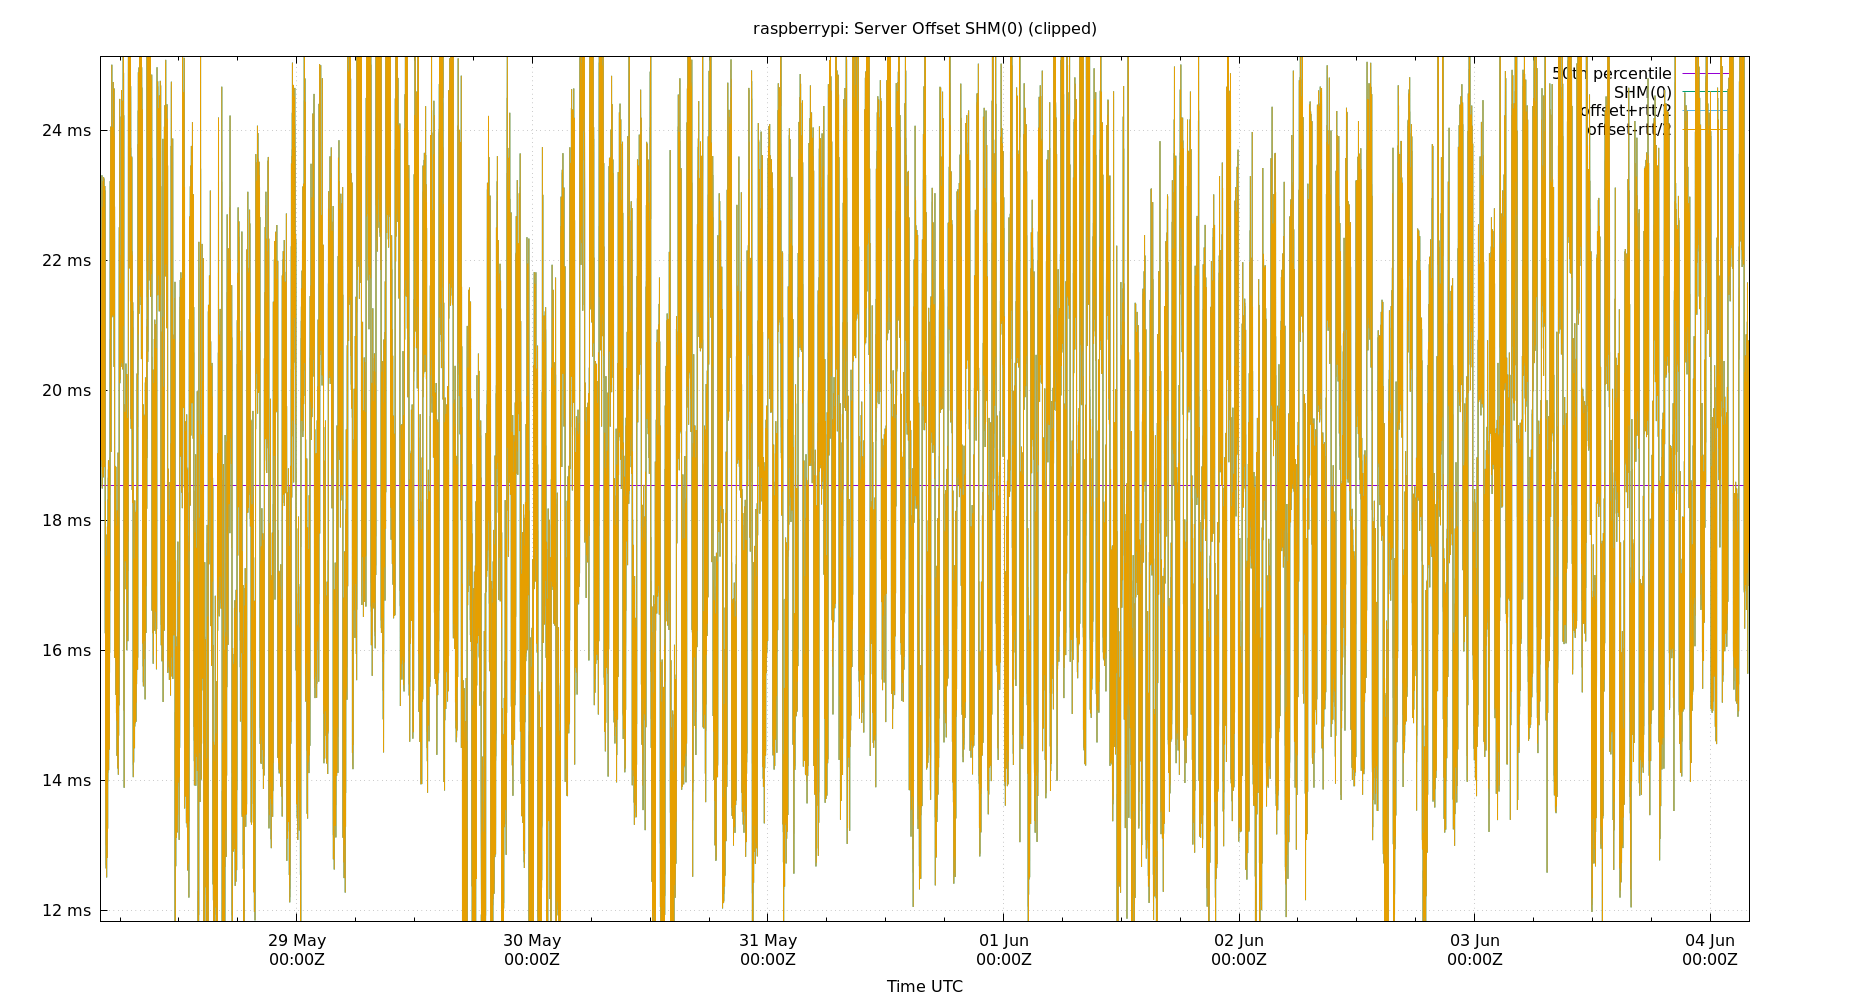 raspberrypi: Server Offset SHM(0) (clipped)
50th percentile
SHM(0)
offset+rtt/2
offset-rtt/2
24 ms
22 ms
20 ms
18 ms
16 ms
14 ms
12 ms
29 May 30 May 31 May 01 Jun 02 Jun 03 Jun 04 Jun
00:00Z 00:00Z 00:00Z 00:00Z 00:00Z 00:00Z 00:00Z
Time UTC